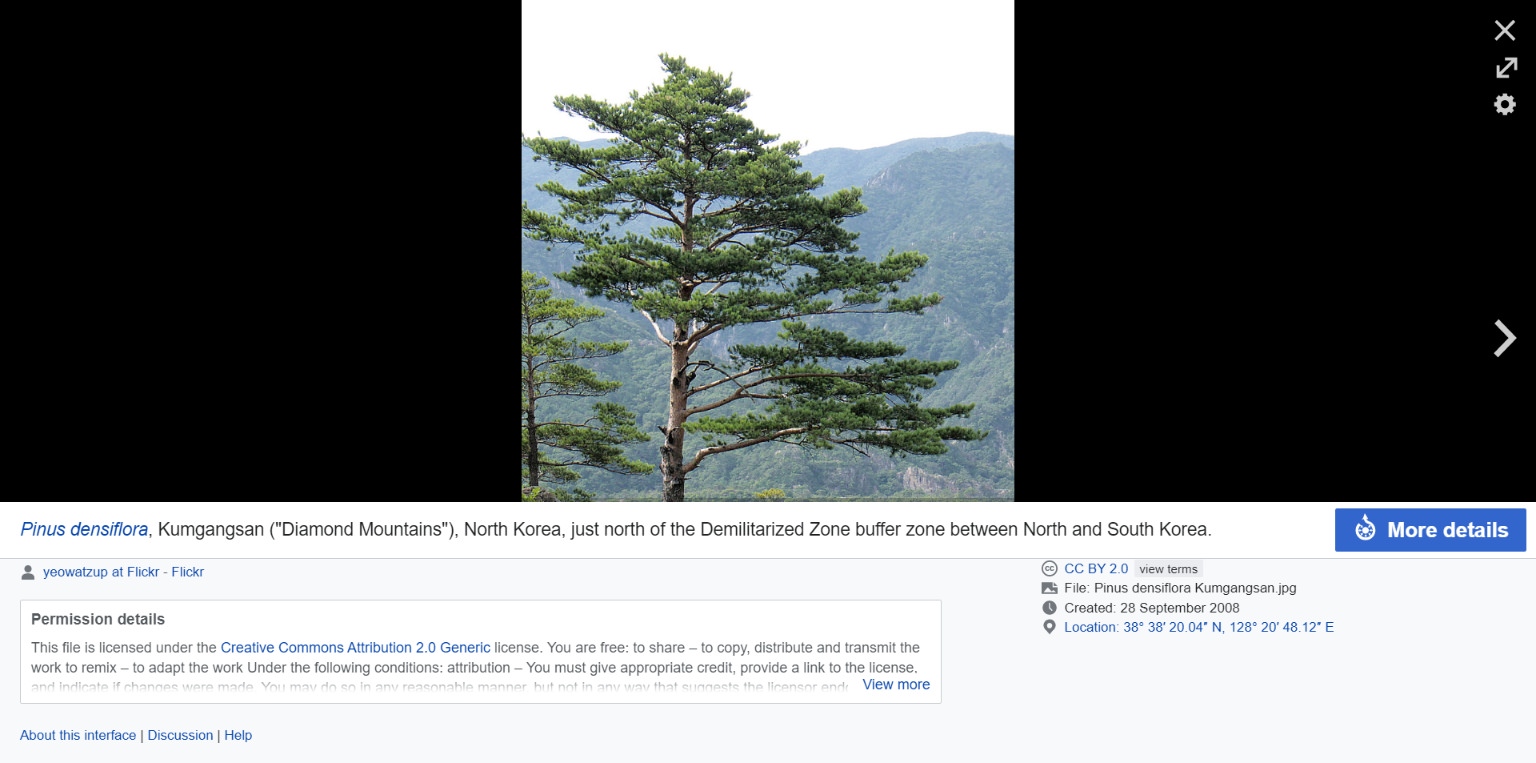 Pinus densiflora, Kumgangsan ("Diamond Mountains"), North Korea, just north of the Demilitarized Zone buffer zone between North and South Korea.
More details
yeowatzup at Flickr - Flickr
Permission details
This file is licensed under the Creative Commons Attribution 2.0 Generic license. You are free: to share – to copy, distribute and transmit the
work to remix – to adapt the work Under the following conditions: attribution – You must give appropriate credit, provide a link to the license,
and indicate if changes were made. You may do so in any reasonable manner, but not in any way that suggests the licensor
View more
CC BY 2.0 view terms
File: Pinus densiflora Kumgangsan.jpg
Created: 28 September 2008
Location: 38° 38′ 20.04″ N, 128° 20′ 48.12″ E
About this interface | Discussion | Help